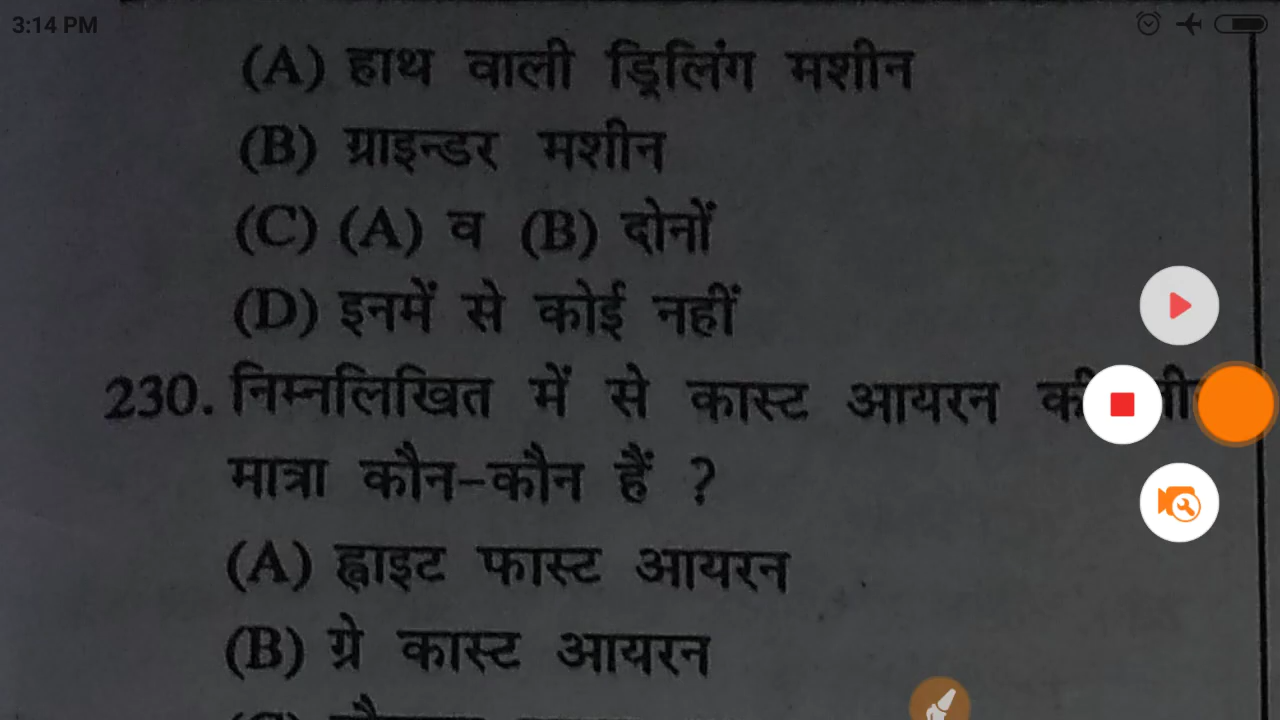 3:14 PM
(A) हाथ वाली ड्रिलिंग मशीन
(B) ग्राइन्डर मशीन
(C) (A) व (B) दोनों
(D) इनमें से कोई नहीं
230. निम्नलिखित में से कास्ट आयरन की
मात्रा कौन-कौन हैं ?
(A) ह्वाइट फास्ट आयरन
(B) ग्रे कास्ट आयरन